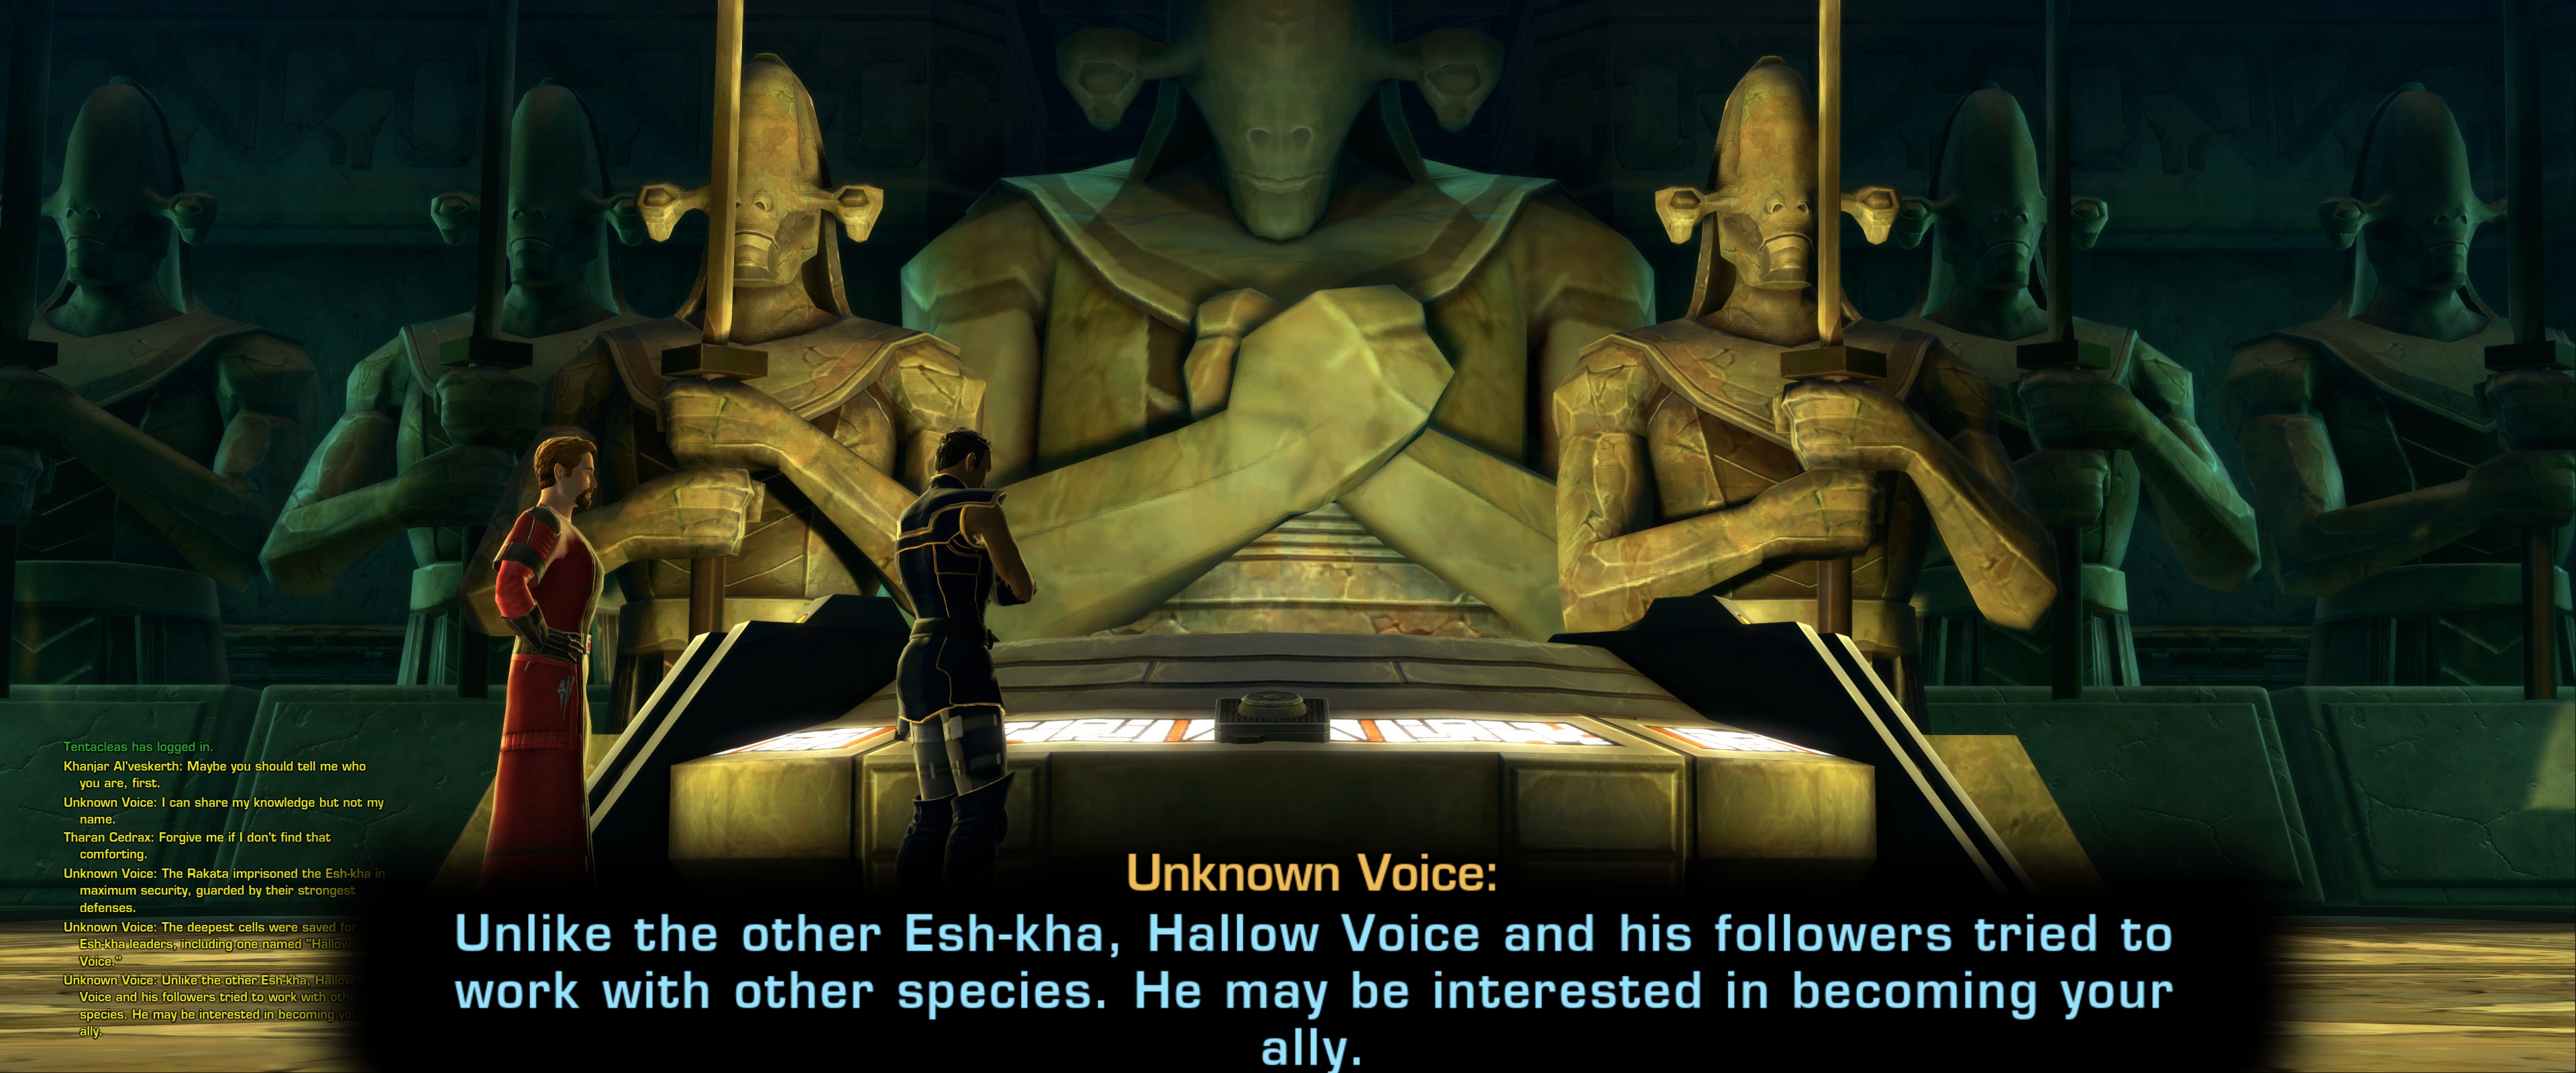 Tentacleas has logged in.
Khanjar Al'veskerth: Maybe you should tell me who
you are, first.
Unknown Voice: I can share my knowledge but not my
name.
Tharan Cedrax: Forgive me if I don't find that
comforting.
Unknown Voice: The Rakata imprisoned the Esh-kha in
maximum security, guarded by their strongest
defenses.
Unknown Voice: The deepest cells were saved for
Esh-kha leaders, including one named "Hallow
Voice."
Unknown Voice: Unlike the other Esh-kha, Hallow
Voice and his followers tried to work with other
species. He may be interested in becoming your
ally.
Unknown Voice:
Unlike the other Esh-kha, Hallow Voice and his followers tried to
work with other species. He may be interested in becoming your
ally.